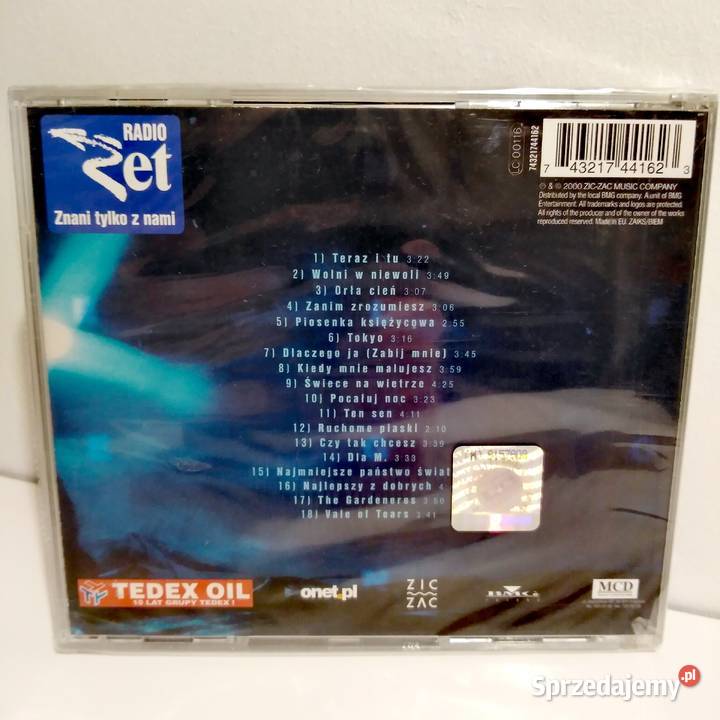 RADIO
Zet
Znani tylko z nami
LC 00116
74321744162
7 43217 44162 3
℗ & © 2000 ZIC-ZAC MUSIC COMPANY
Distributed by the local BMG company. A unit of BMG
Entertainment. All trademarks and logos are protected.
All rights of the producer and of the owner of the works
reproduced reserved. Made in EU. ZAIKS/BIEM
1) Teraz i tu 3:22
2) Wolni w niewoli 3:49
3) Orła cień 3:07
4) Zanim zrozumiesz 3:06
5) Piosenka księżycowa 2:55
6) Tokyo 3:16
7) Dlaczego ja (Zabij mnie) 3:45
8) Kiedy mnie malujesz 3:59
9) Świece na wietrze 4:25
10) Pocałuj noc 3:23
11) Ten sen 4:11
12) Ruchome piaski 2:10
13) Czy tak chcesz 3:39
14) Dla M. 3:33
15) Najmniejsze państwo świat
16) Najlepszy z dobrych 4
17) The Gardeneres 3:50
18) Vale of Tears 3:41
TEDEX OIL
10 LAT GRUPY TEDEX !
onet.pl
ZIC
ZAC
BMG
MCD
Sprzedajemy.pl